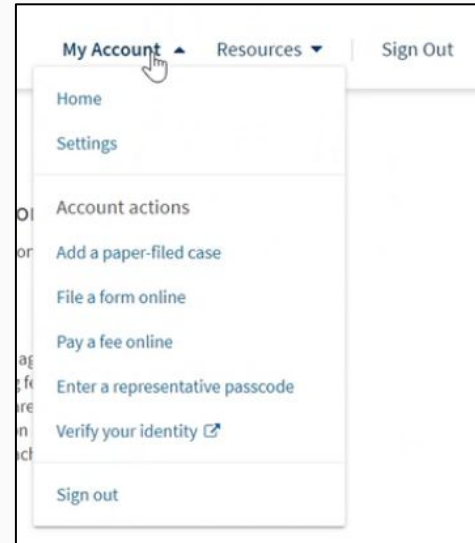 My Account Resources Sign Out
Home
Settings
Account actions
Add a paper-filed case
File a form online
Pay a fee online
Enter a representative passcode
Verify your identity
Sign out